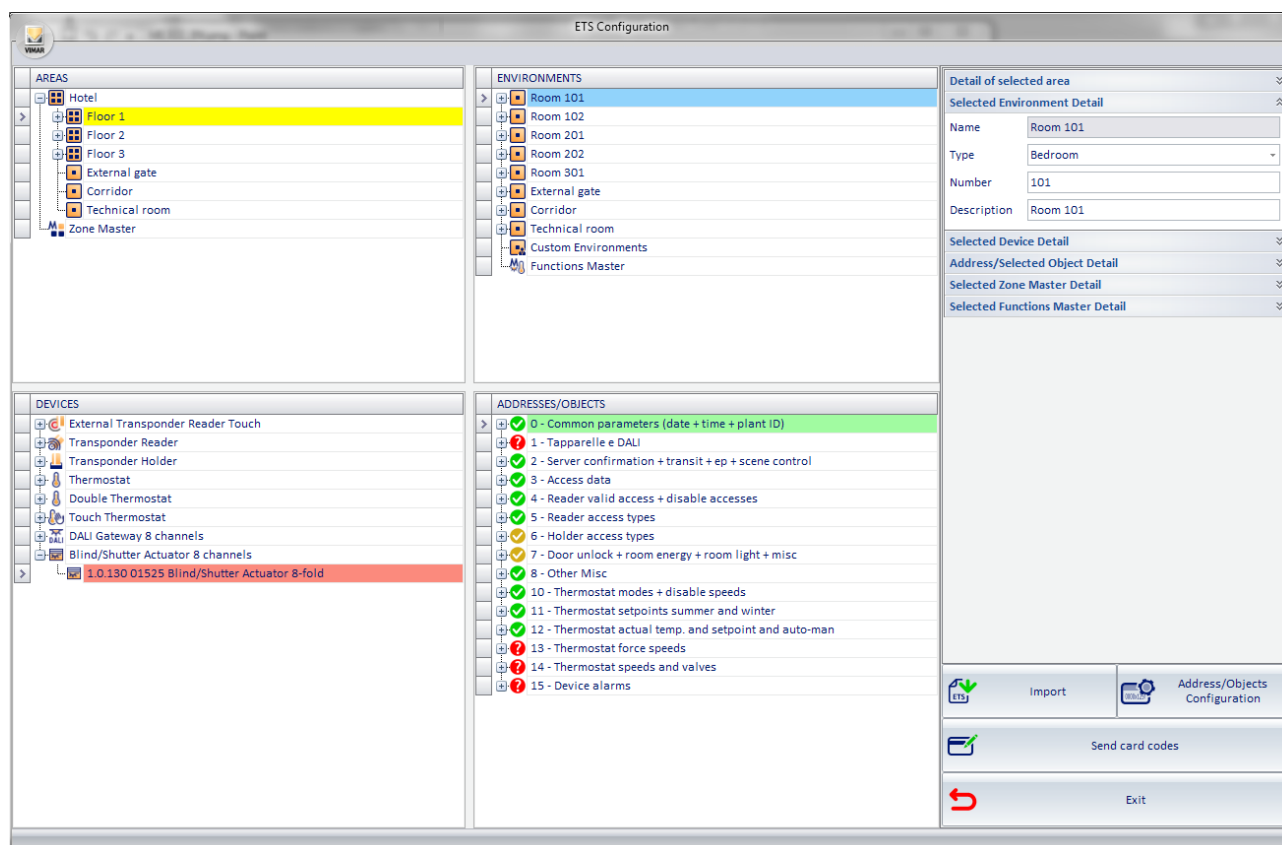 ETS Configuration
VIMAR
AREAS
Hotel
Floor 1
Floor 2
Floor 3
External gate
Corridor
Technical room
Zone Master
ENVIRONMENTS
Room 101
Room 102
Room 201
Room 202
Room 301
External gate
Corridor
Technical room
Custom Environments
Functions Master
Detail of selected area
Selected Environment Detail
Name Room 101
Type Bedroom
Number 101
Description Room 101
Selected Device Detail
Address/Selected Object Detail
Selected Zone Master Detail
Selected Functions Master Detail
DEVICES
External Transponder Reader Touch
Transponder Reader
Transponder Holder
Thermostat
Double Thermostat
Touch Thermostat
DALI DALI Gateway 8 channels
Blind/Shutter Actuator 8 channels
1.0.130 01525 Blind/Shutter Actuator 8-fold
ADDRESSES/OBJECTS
0 - Common parameters (date + time + plant ID)
1 - Tapparelle e DALI
2 - Server confirmation + transit + ep + scene control
3 - Access data
4 - Reader valid access + disable accesses
5 - Reader access types
6 - Holder access types
7 - Door unlock + room energy + room light + misc
8 - Other Misc
10 - Thermostat modes + disable speeds
11 - Thermostat setpoints summer and winter
12 - Thermostat actual temp. and setpoint and auto-man
13 - Thermostat force speeds
14 - Thermostat speeds and valves
15 - Device alarms
ETS Import
Address/Objects
Configuration
Send card codes
Exit